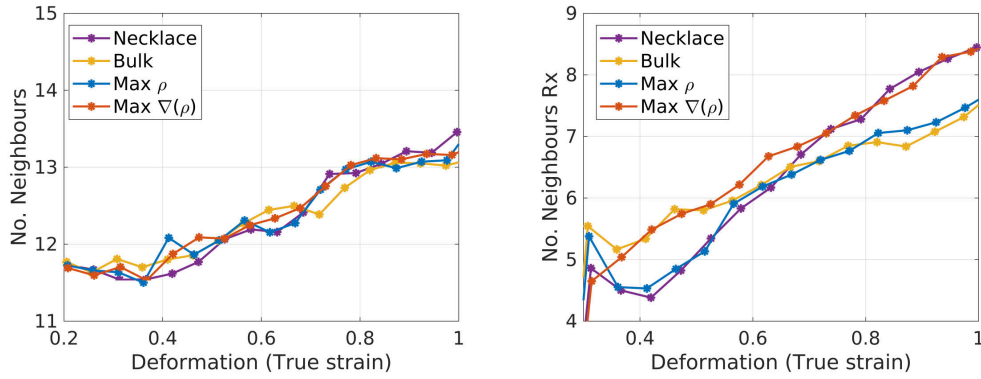 15
14
13
12
11
No. Neighbours
Necklace
Bulk
Max ρ
Max ∇(ρ)
0.2
0.4
0.6
0.8
1
Deformation (True strain)
9
8
7
6
5
4
No. Neighbours Rx
Necklace
Bulk
Max ρ
Max ∇(ρ)
0.4
0.6
0.8
1
Deformation (True strain)